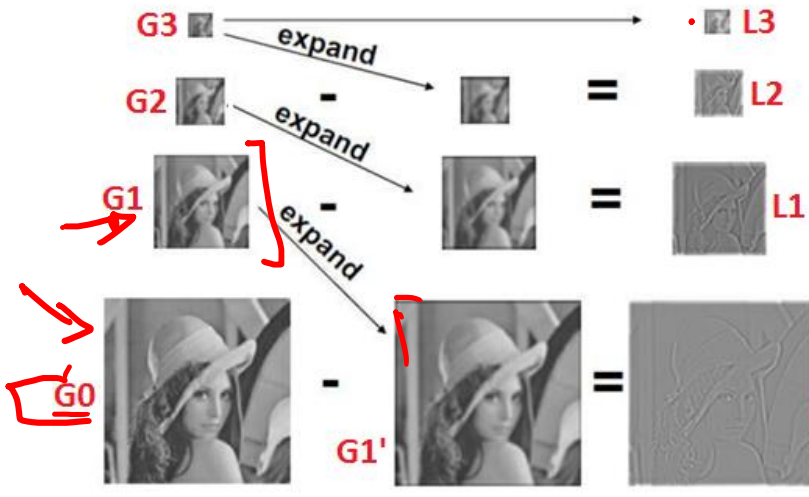 G3 L3
expand
G2 - = L2
expand
G1 - = L1
expand
G0 - =
G1'